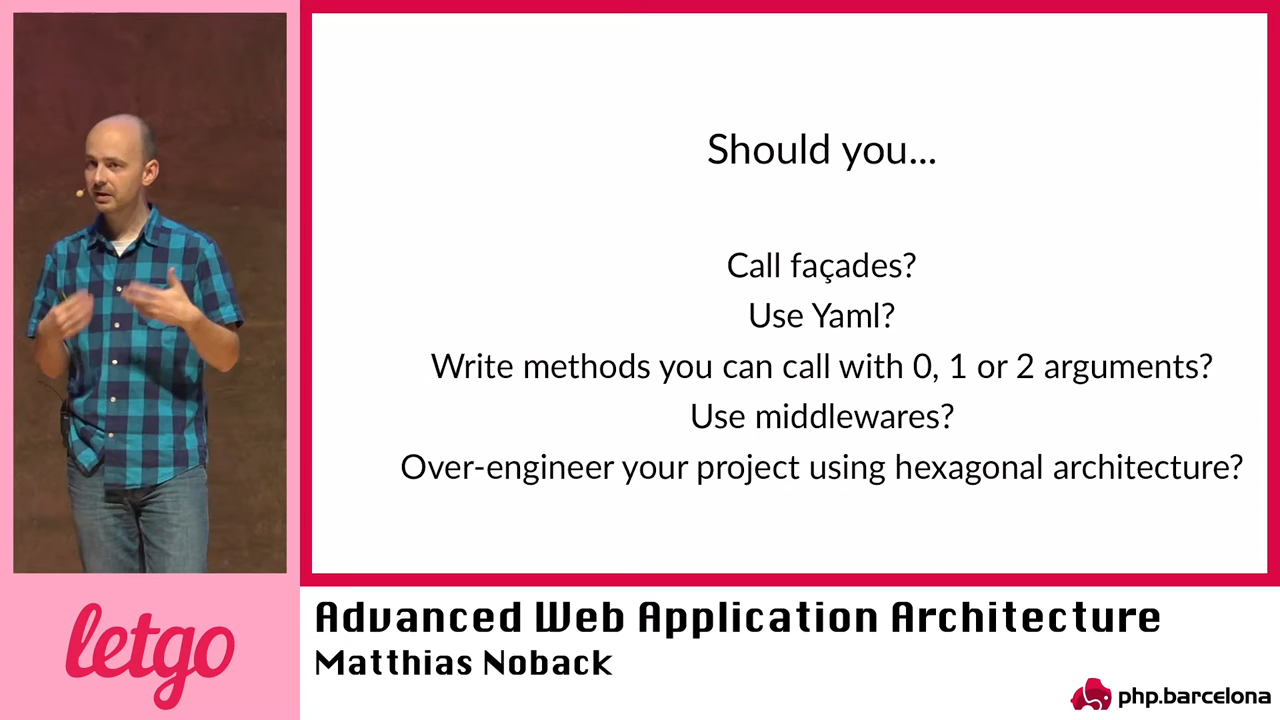 Should you...
Call façades?
Use Yaml?
Write methods you can call with 0, 1 or 2 arguments?
Use middlewares?
Over-engineer your project using hexagonal architecture?
letgo
Advanced Web Application Architecture
Matthias Noback
php.barcelona